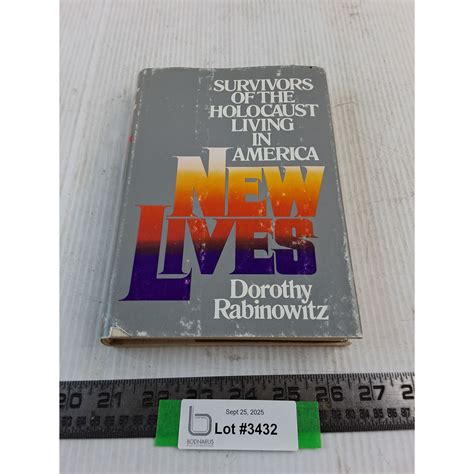 SURVIVORS
OF THE
HOLOCAUST
LIVING
IN
AMERICA
NEW
LIVES
Dorothy
Rabinowitz
20 21 22 23 24 25 26 27
Sept 25, 2025
Lot #3432
BODNARUS